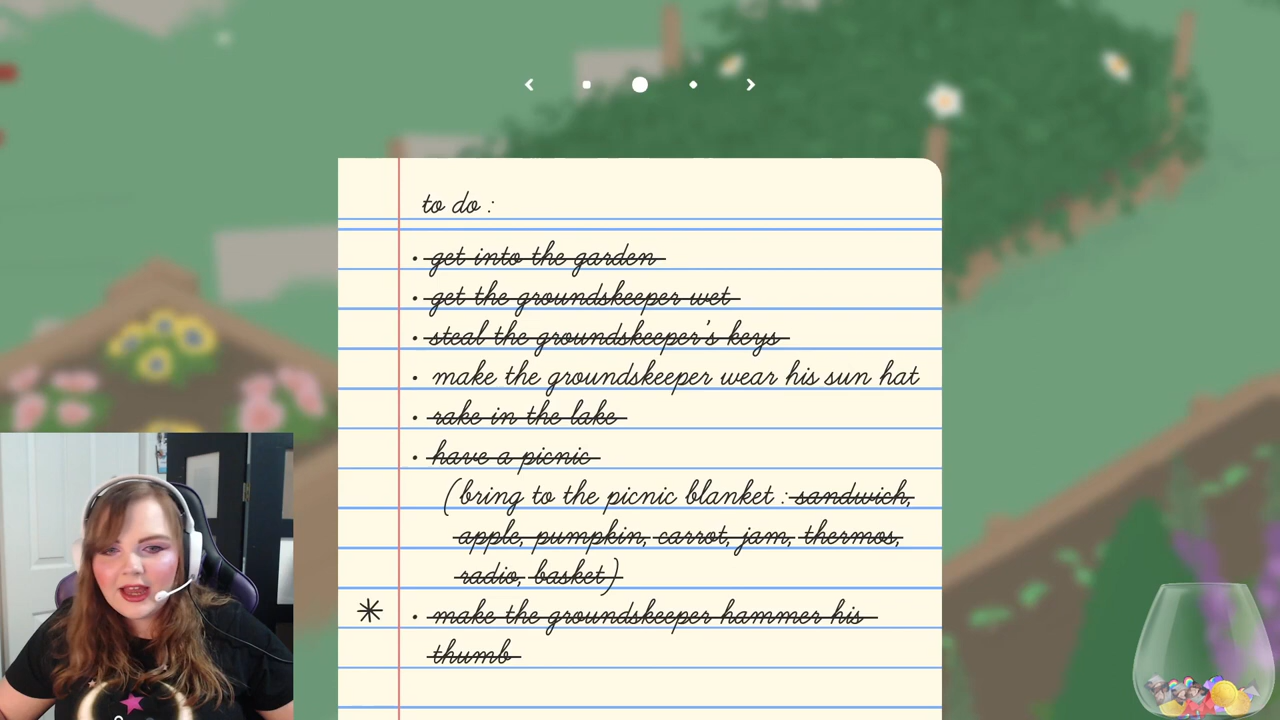 to do :
• get into the garden
• get the groundskeeper wet
• steal the groundskeeper's keys
• make the groundskeeper wear his sun hat
• rake in the lake
• have a picnic
(bring to the picnic blanket : sandwich,
apple, pumpkin, carrot, jam, thermos,
radio, basket)
• make the groundskeeper hammer his
thumb